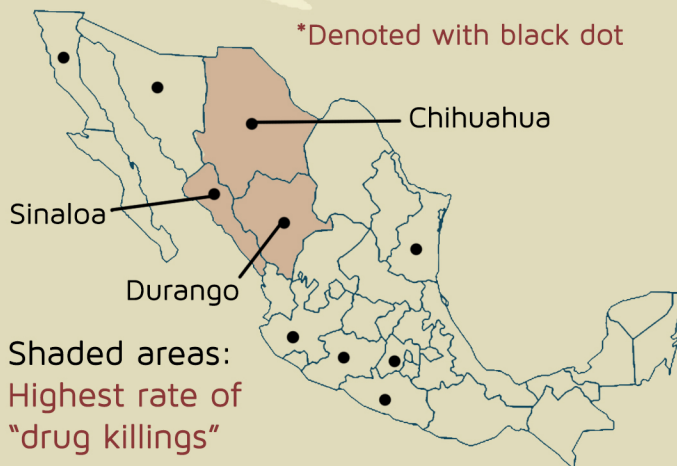 *Denoted with black dot
Chihuahua
Sinaloa
Durango
Shaded areas:
Highest rate of
“drug killings”